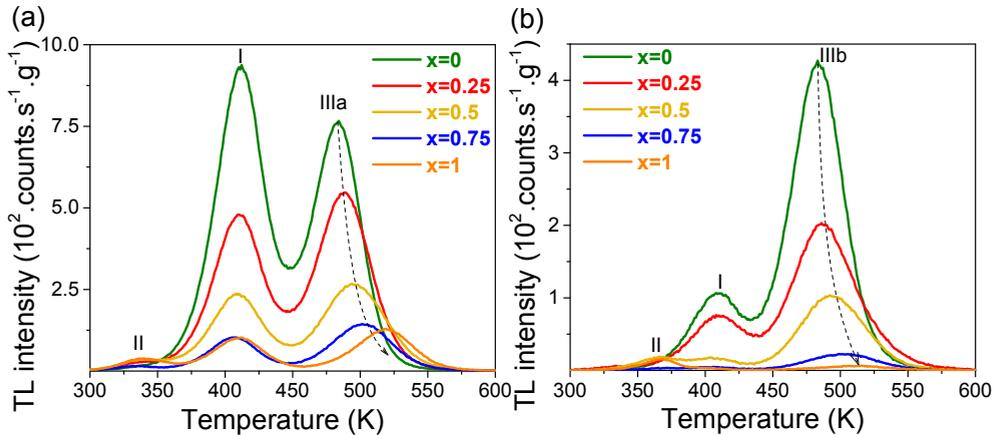 (a)
TL intensity (10².counts.s⁻¹.g⁻¹)
10.0
7.5
5.0
2.5
I
II
IIIa
x=0
x=0.25
x=0.5
x=0.75
x=1
300 350 400 450 500 550 600
Temperature (K)
(b)
TL intensity (10².counts.s⁻¹.g⁻¹)
4
3
2
1
I
II
IIIb
x=0
x=0.25
x=0.5
x=0.75
x=1
300 350 400 450 500 550 600
Temperature (K)